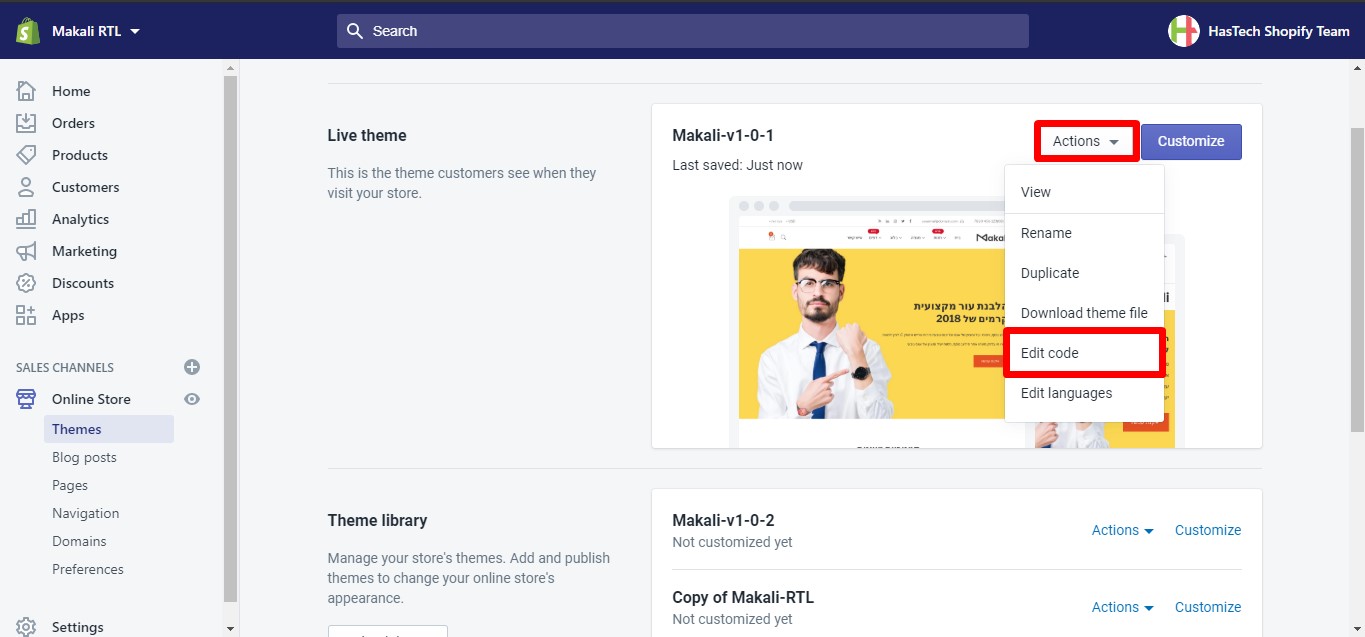 Makali RTL
Search
HasTech Shopify Team
Home
Orders
Products
Customers
Analytics
Marketing
Discounts
Apps
SALES CHANNELS
Online Store
Themes
Blog posts
Pages
Navigation
Domains
Preferences
Settings
Live theme
This is the theme customers see when they
visit your store.
Makali-v1-0-1
Last saved: Just now
Actions
Customize
View
Rename
Duplicate
Download theme file
Edit code
Edit languages
Makal
הלבנת עור מקצועית
קרמים של 2018
Theme library
Manage your store's themes. Add and publish
themes to change your online store's
appearance.
Makali-v1-0-2
Not customized yet
Actions
Customize
Copy of Makali-RTL
Not customized yet
Actions
Customize